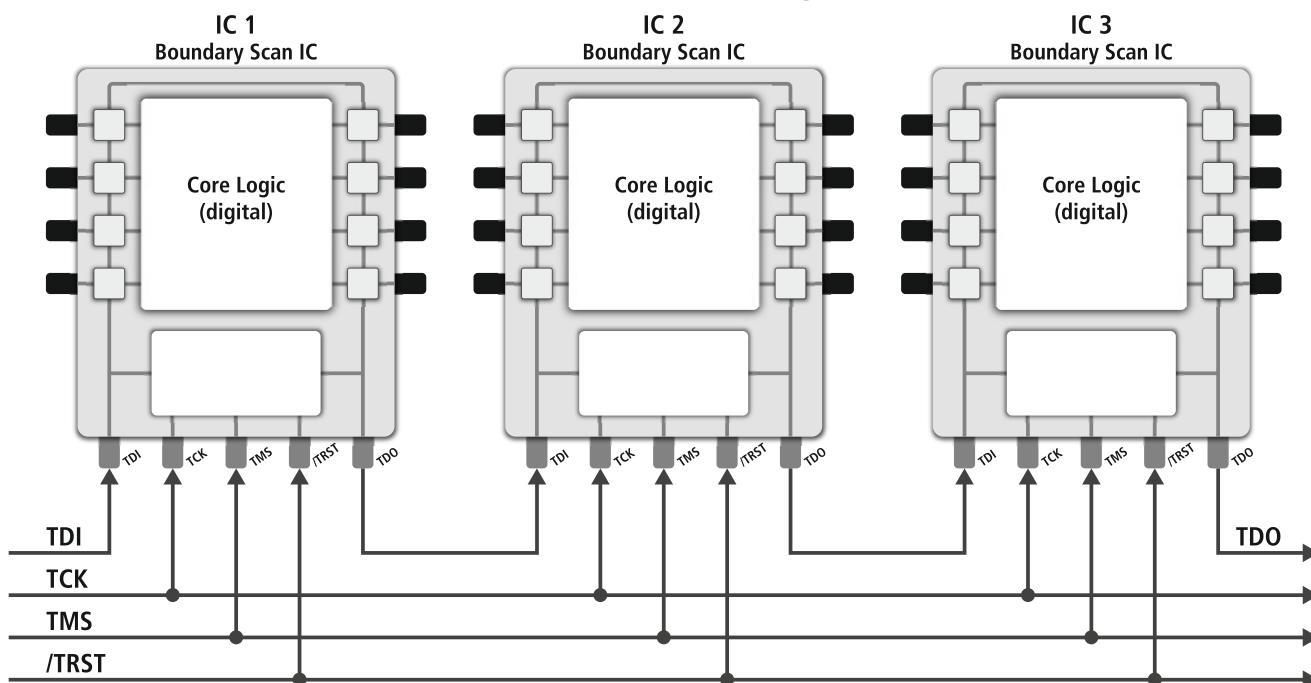 IC 1
Boundary Scan IC
IC 2
Boundary Scan IC
IC 3
Boundary Scan IC
Core Logic
(digital)
Core Logic
(digital)
Core Logic
(digital)
TDI
TCK
TMS
/TRST
TDO
TDI
TCK
TMS
/TRST
TDO
TDI
TCK
TMS
/TRST
TDO
TDI
TDO
TCK
TMS
/TRST